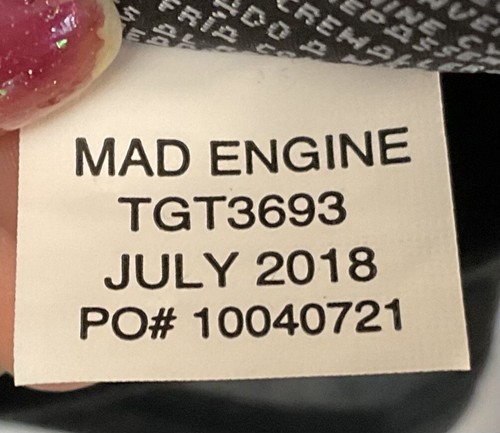 MAD ENGINE
TGT3693
JULY 2018
PO# 10040721